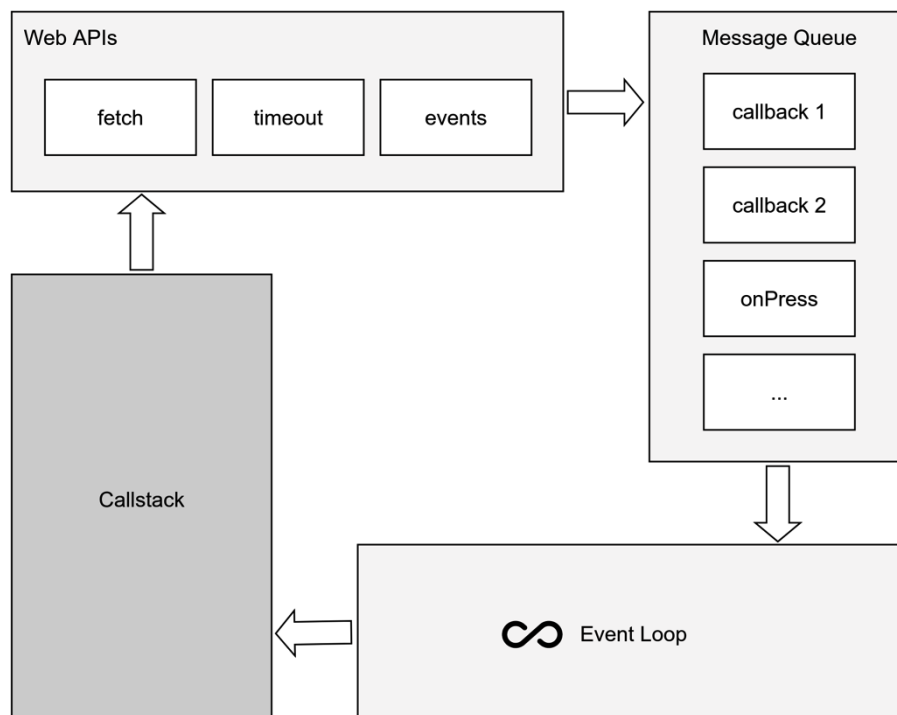 Web APIs
fetch
timeout
events
Message Queue
callback 1
callback 2
onPress
...
Callstack
Event Loop